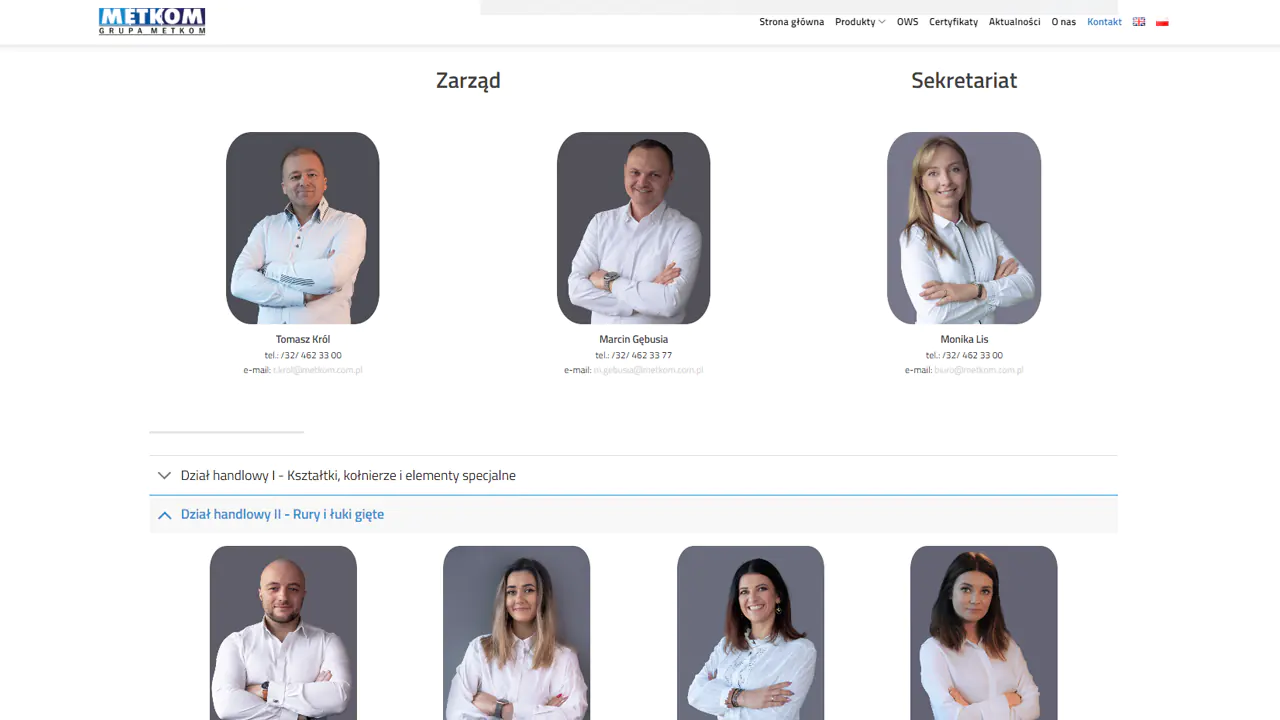 METKOM
GRUPA METKOM
Strona główna Produkty OWS Certyfikaty Aktualności O nas Kontakt
Zarząd
Sekretariat
Tomasz Król
tel.: /32/ 462 33 00
e-mail: t.krol@metkom.com.pl
Marcin Gębusia
tel.: /32/ 462 33 77
e-mail: m.gebusia@metkom.com.pl
Monika Lis
tel.: /32/ 462 33 00
e-mail: biuro@metkom.com.pl
Dział handlowy I - Kształtki, kołnierze i elementy specjalne
Dział handlowy II - Rury i łuki gięte